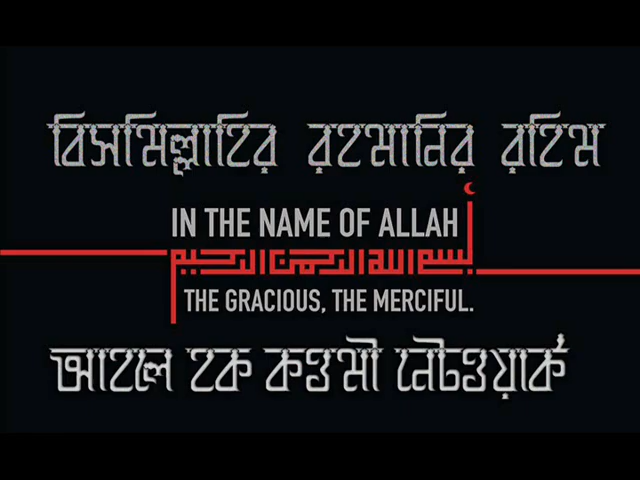 বিসমিল্লাহির রহমানির রহিম
IN THE NAME OF ALLAH
بسم الله الرحمن الرحيم
THE GRACIOUS, THE MERCIFUL.
আহলে হক কওমী নেটওয়ার্ক